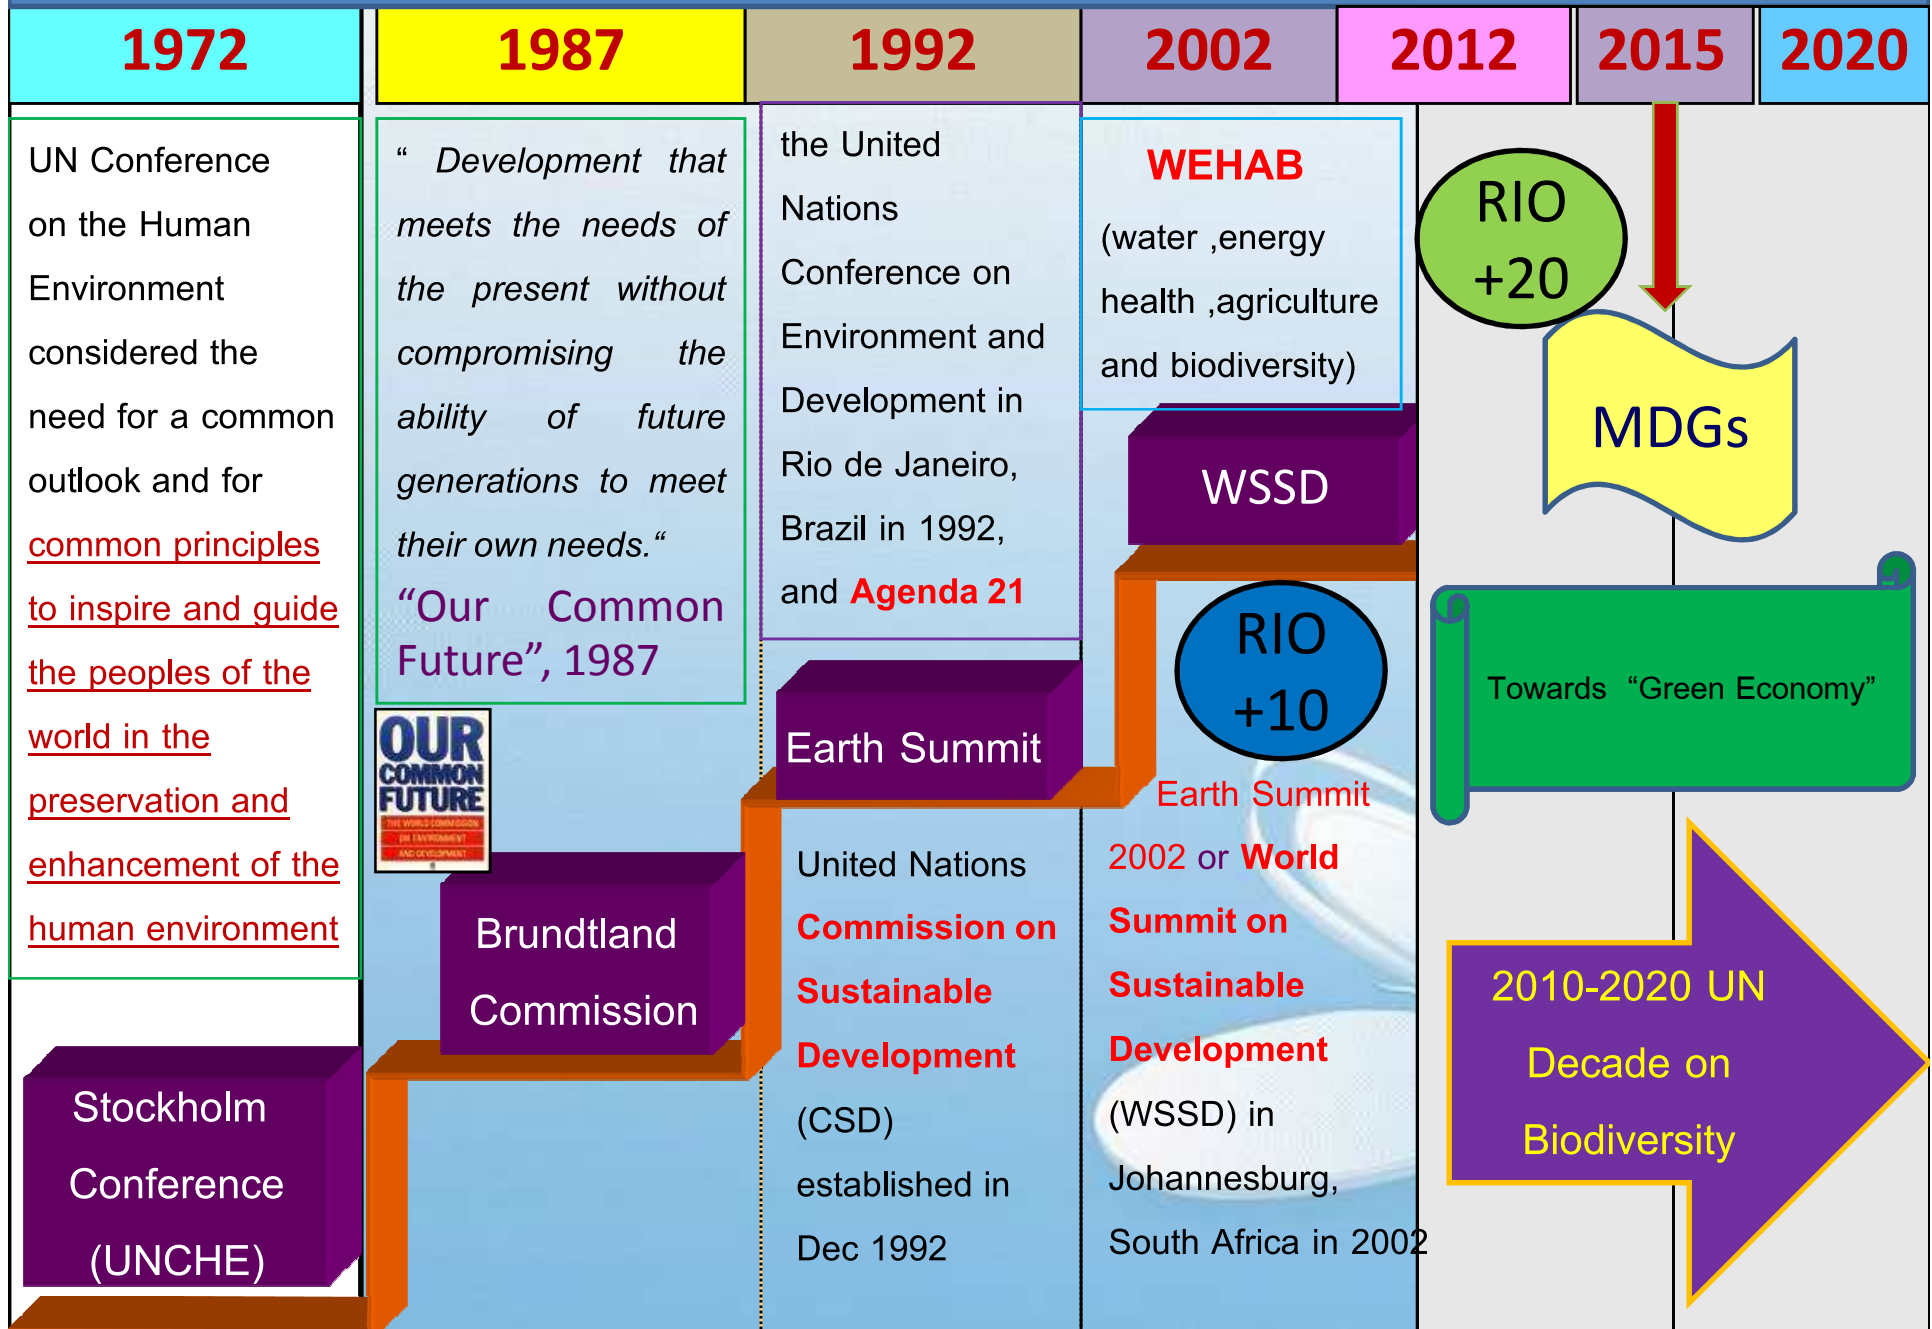 1972
1987
1992
2002
2012
2015
2020
UN Conference
on the Human
Environment
considered the
need for a common
outlook and for
common principles
to inspire and guide
the peoples of the
world in the
preservation and
enhancement of the
human environment
Stockholm
Conference
(UNCHE)
“ Development that
meets the needs of
the present without
compromising the
ability of future
generations to meet
their own needs.“
“Our Common
Future”, 1987
OUR
COMMON
FUTURE
THE WORLD COMMISSION
ON ENVIRONMENT
AND DEVELOPMENT
Brundtland
Commission
the United
Nations
Conference on
Environment and
Development in
Rio de Janeiro,
Brazil in 1992,
and Agenda 21
Earth Summit
United Nations
Commission on
Sustainable
Development
(CSD)
established in
Dec 1992
WEHAB
(water ,energy
health ,agriculture
and biodiversity)
WSSD
RIO
+10
Earth Summit
2002 or World
Summit on
Sustainable
Development
(WSSD) in
Johannesburg,
South Africa in 2002
RIO
+20
MDGs
Towards “Green Economy”
2010-2020 UN
Decade on
Biodiversity